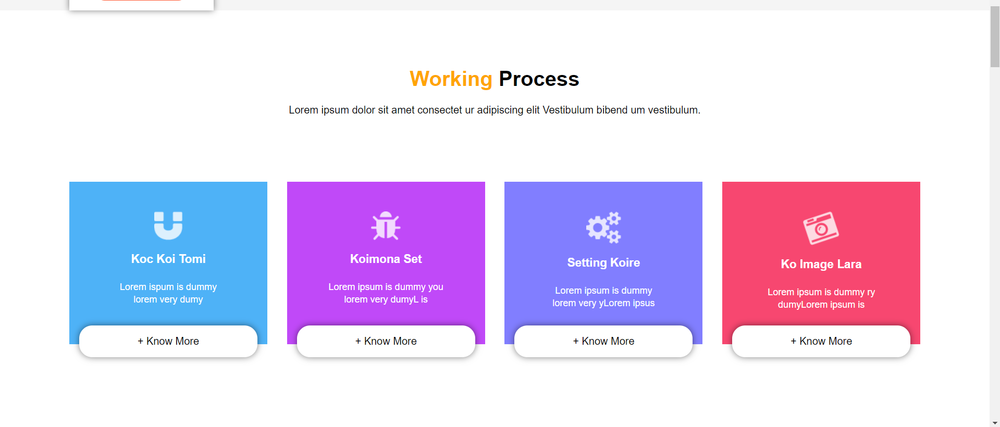 Working Process
Lorem ipsum dolor sit amet consectet ur adipiscing elit Vestibulum bibend um vestibulum.
Koc Koi Tomi
Lorem ispum is dummy
lorem very dumy
+ Know More
Koimona Set
Lorem ipsum is dummy you
lorem very dumyL is
+ Know More
Setting Koire
Lorem ipsum is dummy
lorem very yLorem ipsus
+ Know More
Ko Image Lara
Lorem ipsum is dummy ry
dumyLorem ipsum is
+ Know More